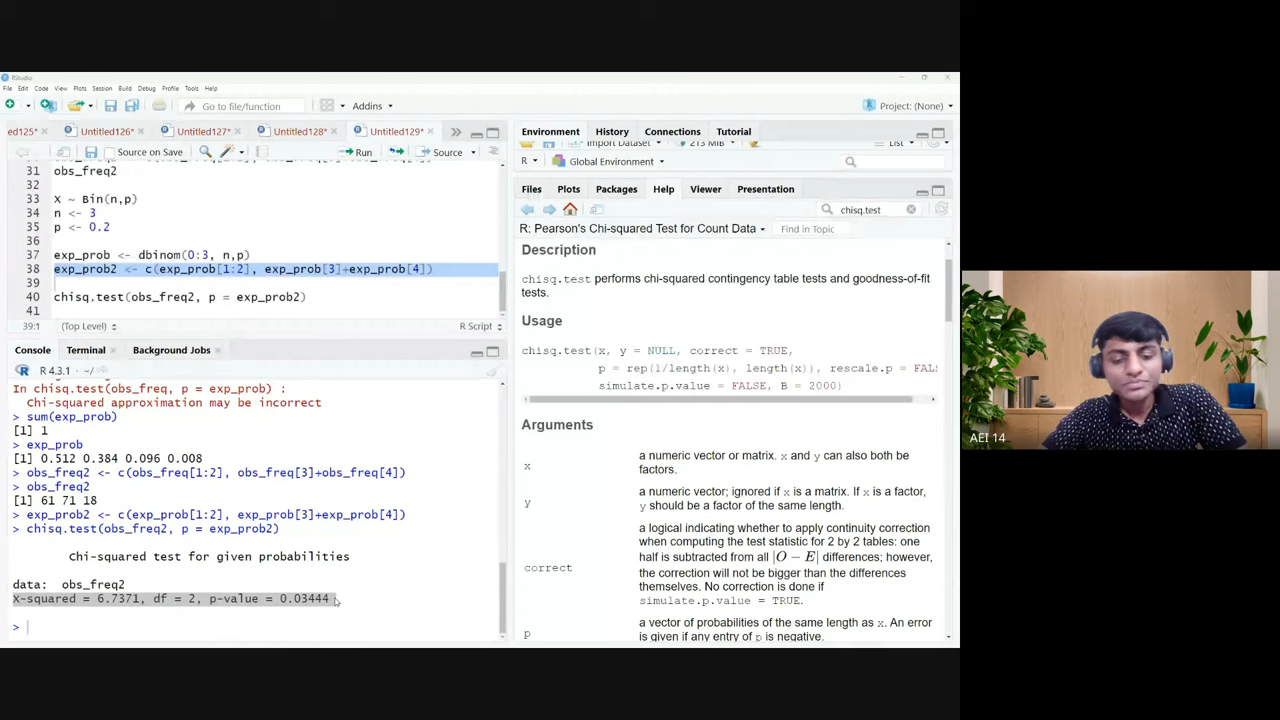 RStudio
File Edit Code View Plots Session Build Debug Profile Tools Help
Go to file/function Addins Project: (None)
ed125* Untitled126* Untitled127* Untitled128* Untitled129*
Source on Save Run Source
31 obs_freq2
32
33 X ~ Bin(n,p)
34 n <- 3
35 p <- 0.2
36
37 exp_prob <- dbinom(0:3, n,p)
38 exp_prob2 <- c(exp_prob[1:2], exp_prob[3]+exp_prob[4])
39
40 chisq.test(obs_freq2, p = exp_prob2)
41
39:1 (Top Level) R Script
Console Terminal Background Jobs
R 4.3.1 · ~/
In chisq.test(obs_freq, p = exp_prob) :
Chi-squared approximation may be incorrect
> sum(exp_prob)
[1] 1
> exp_prob
[1] 0.512 0.384 0.096 0.008
> obs_freq2 <- c(obs_freq[1:2], obs_freq[3]+obs_freq[4])
> obs_freq2
[1] 61 71 18
> exp_prob2 <- c(exp_prob[1:2], exp_prob[3]+exp_prob[4])
> chisq.test(obs_freq2, p = exp_prob2)
Chi-squared test for given probabilities
data: obs_freq2
X-squared = 6.7371, df = 2, p-value = 0.03444
>
Environment History Connections Tutorial
Import Dataset 213 MiB List
R Global Environment
Files Plots Packages Help Viewer Presentation
chisq.test
R: Pearson's Chi-squared Test for Count Data Find in Topic
Description
chisq.test performs chi-squared contingency table tests and goodness-of-fit
tests.
Usage
chisq.test(x, y = NULL, correct = TRUE,
p = rep(1/length(x), length(x)), rescale.p = FALS
simulate.p.value = FALSE, B = 2000)
Arguments
x a numeric vector or matrix. x and y can also both be
factors.
y a numeric vector; ignored if x is a matrix. If x is a factor,
y should be a factor of the same length.
correct a logical indicating whether to apply continuity correction
when computing the test statistic for 2 by 2 tables: one
half is subtracted from all |O − E| differences; however,
the correction will not be bigger than the differences
themselves. No correction is done if
simulate.p.value = TRUE.
p a vector of probabilities of the same length as x. An error
is given if any entry of p is negative.
AEI 14